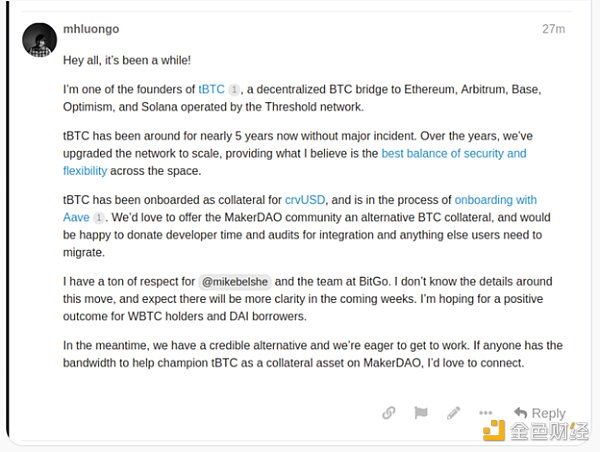 mhluongo
27m
Hey all, it's been a while!
I'm one of the founders of tBTC 1 , a decentralized BTC bridge to Ethereum, Arbitrum, Base,
Optimism, and Solana operated by the Threshold network.
tBTC has been around for nearly 5 years now without major incident. Over the years, we've
upgraded the network to scale, providing what I believe is the best balance of security and
flexibility across the space.
tBTC has been onboarded as collateral for crvUSD, and is in the process of onboarding with
Aave 1 . We'd love to offer the MakerDAO community an alternative BTC collateral, and would
be happy to donate developer time and audits for integration and anything else users need to
migrate.
I have a ton of respect for @mikebelshe and the team at BitGo. I don't know the details around
this move, and expect there will be more clarity in the coming weeks. I'm hoping for a positive
outcome for WBTC holders and DAI borrowers.
In the meantime, we have a credible alternative and we're eager to get to work. If anyone has the
bandwidth to help champion tBTC as a collateral asset on MakerDAO, I'd love to connect.
Reply
金色财经